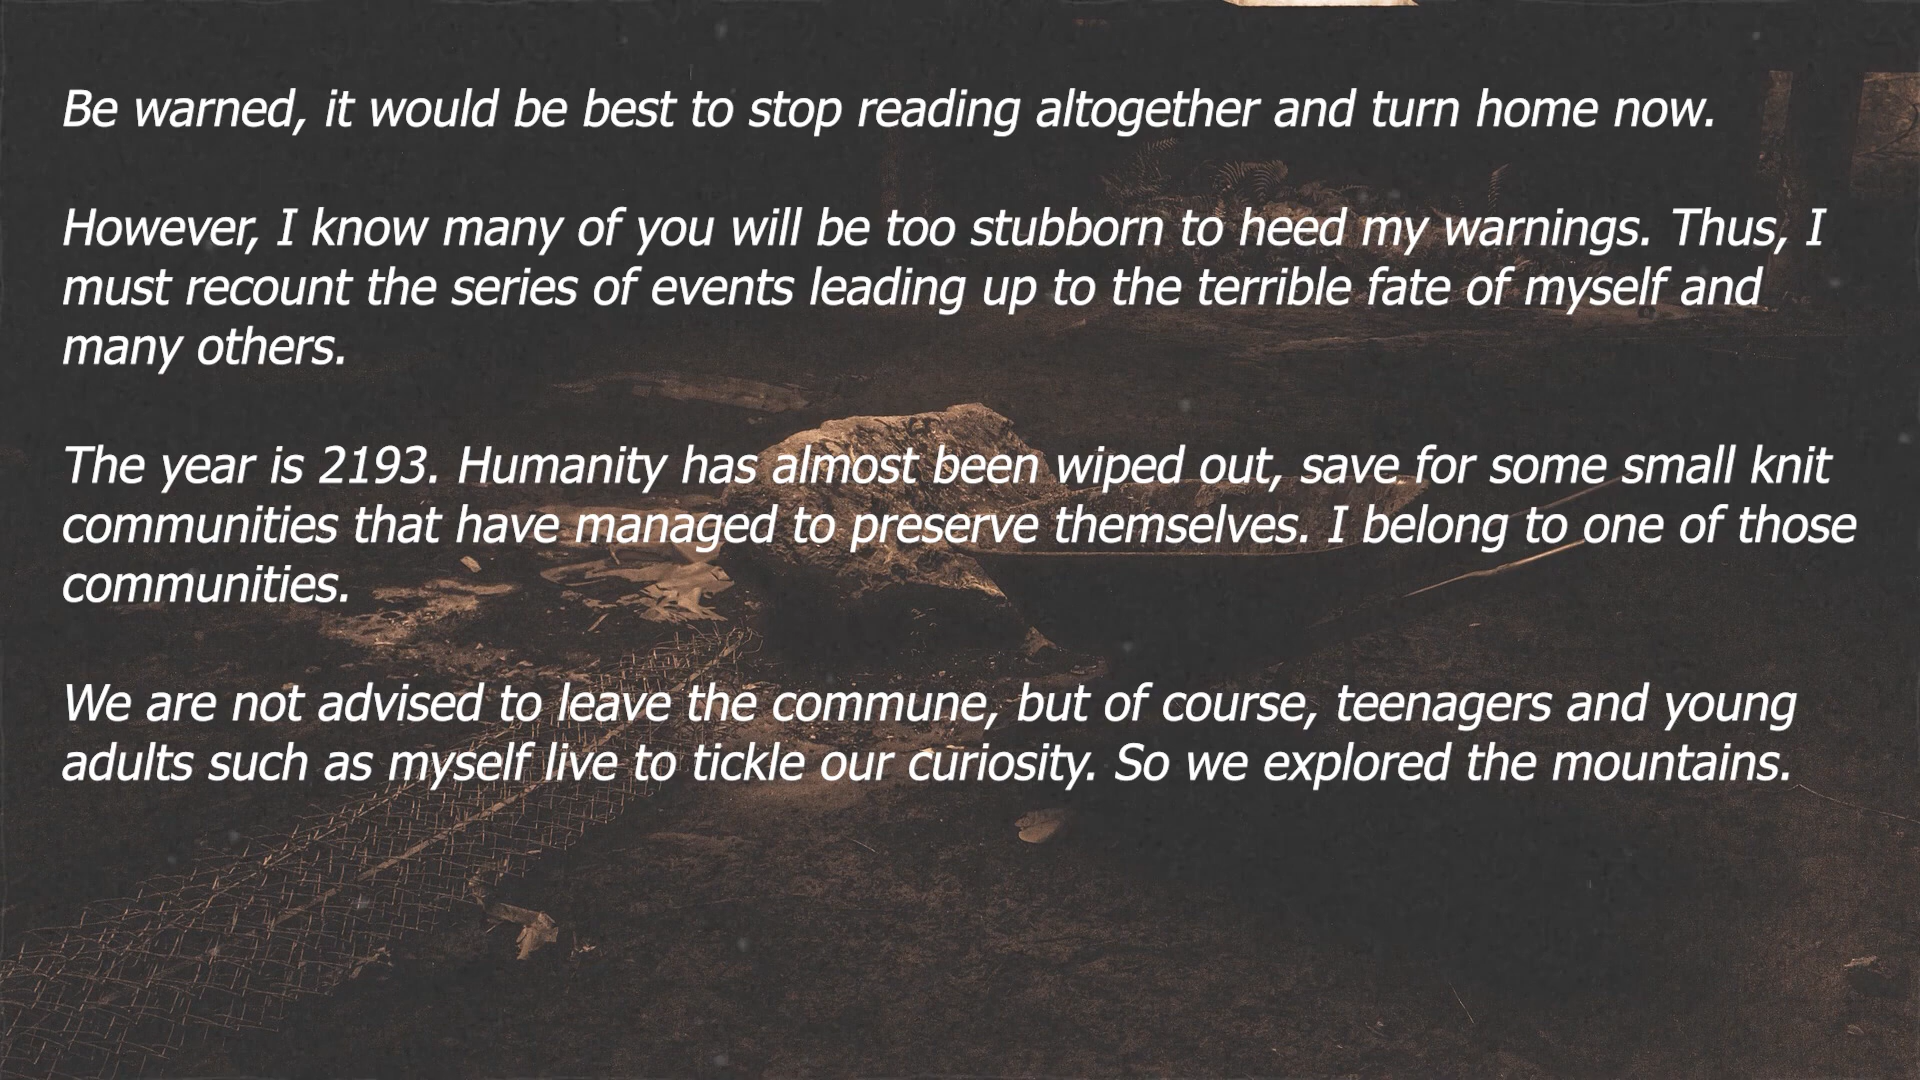 Be warned, it would be best to stop reading altogether and turn home now.
However, I know many of you will be too stubborn to heed my warnings. Thus, I
must recount the series of events leading up to the terrible fate of myself and
many others.
The year is 2193. Humanity has almost been wiped out, save for some small knit
communities that have managed to preserve themselves. I belong to one of those
communities.
We are not advised to leave the commune, but of course, teenagers and young
adults such as myself live to tickle our curiosity. So we explored the mountains.